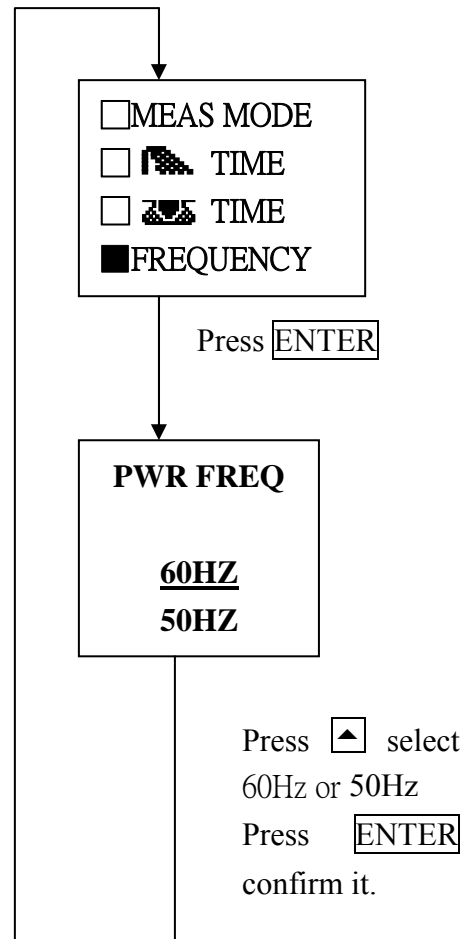 MEAS MODE
TIME
TIME
FREQUENCY
Press ENTER
PWR FREQ
60HZ
50HZ
Press select
60Hz or 50Hz
Press ENTER
confirm it.